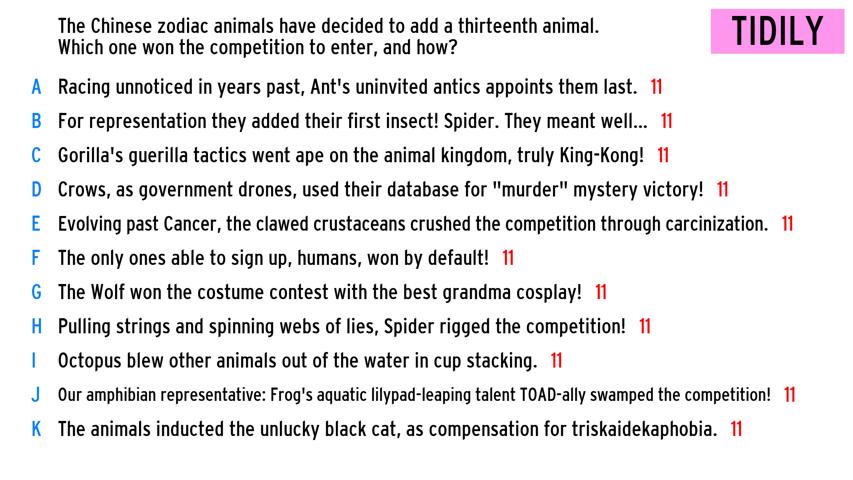 The Chinese zodiac animals have decided to add a thirteenth animal.
Which one won the competition to enter, and how?
TIDILY
A Racing unnoticed in years past, Ant's uninvited antics appoints them last. 11
B For representation they added their first insect! Spider. They meant well... 11
C Gorilla's guerilla tactics went ape on the animal kingdom, truly King-Kong! 11
D Crows, as government drones, used their database for "murder" mystery victory! 11
E Evolving past Cancer, the clawed crustaceans crushed the competition through carcinization. 11
F The only ones able to sign up, humans, won by default! 11
G The Wolf won the costume contest with the best grandma cosplay! 11
H Pulling strings and spinning webs of lies, Spider rigged the competition! 11
I Octopus blew other animals out of the water in cup stacking. 11
J Our amphibian representative: Frog's aquatic lilypad-leaping talent TOAD-ally swamped the competition! 11
K The animals inducted the unlucky black cat, as compensation for triskaidekaphobia. 11